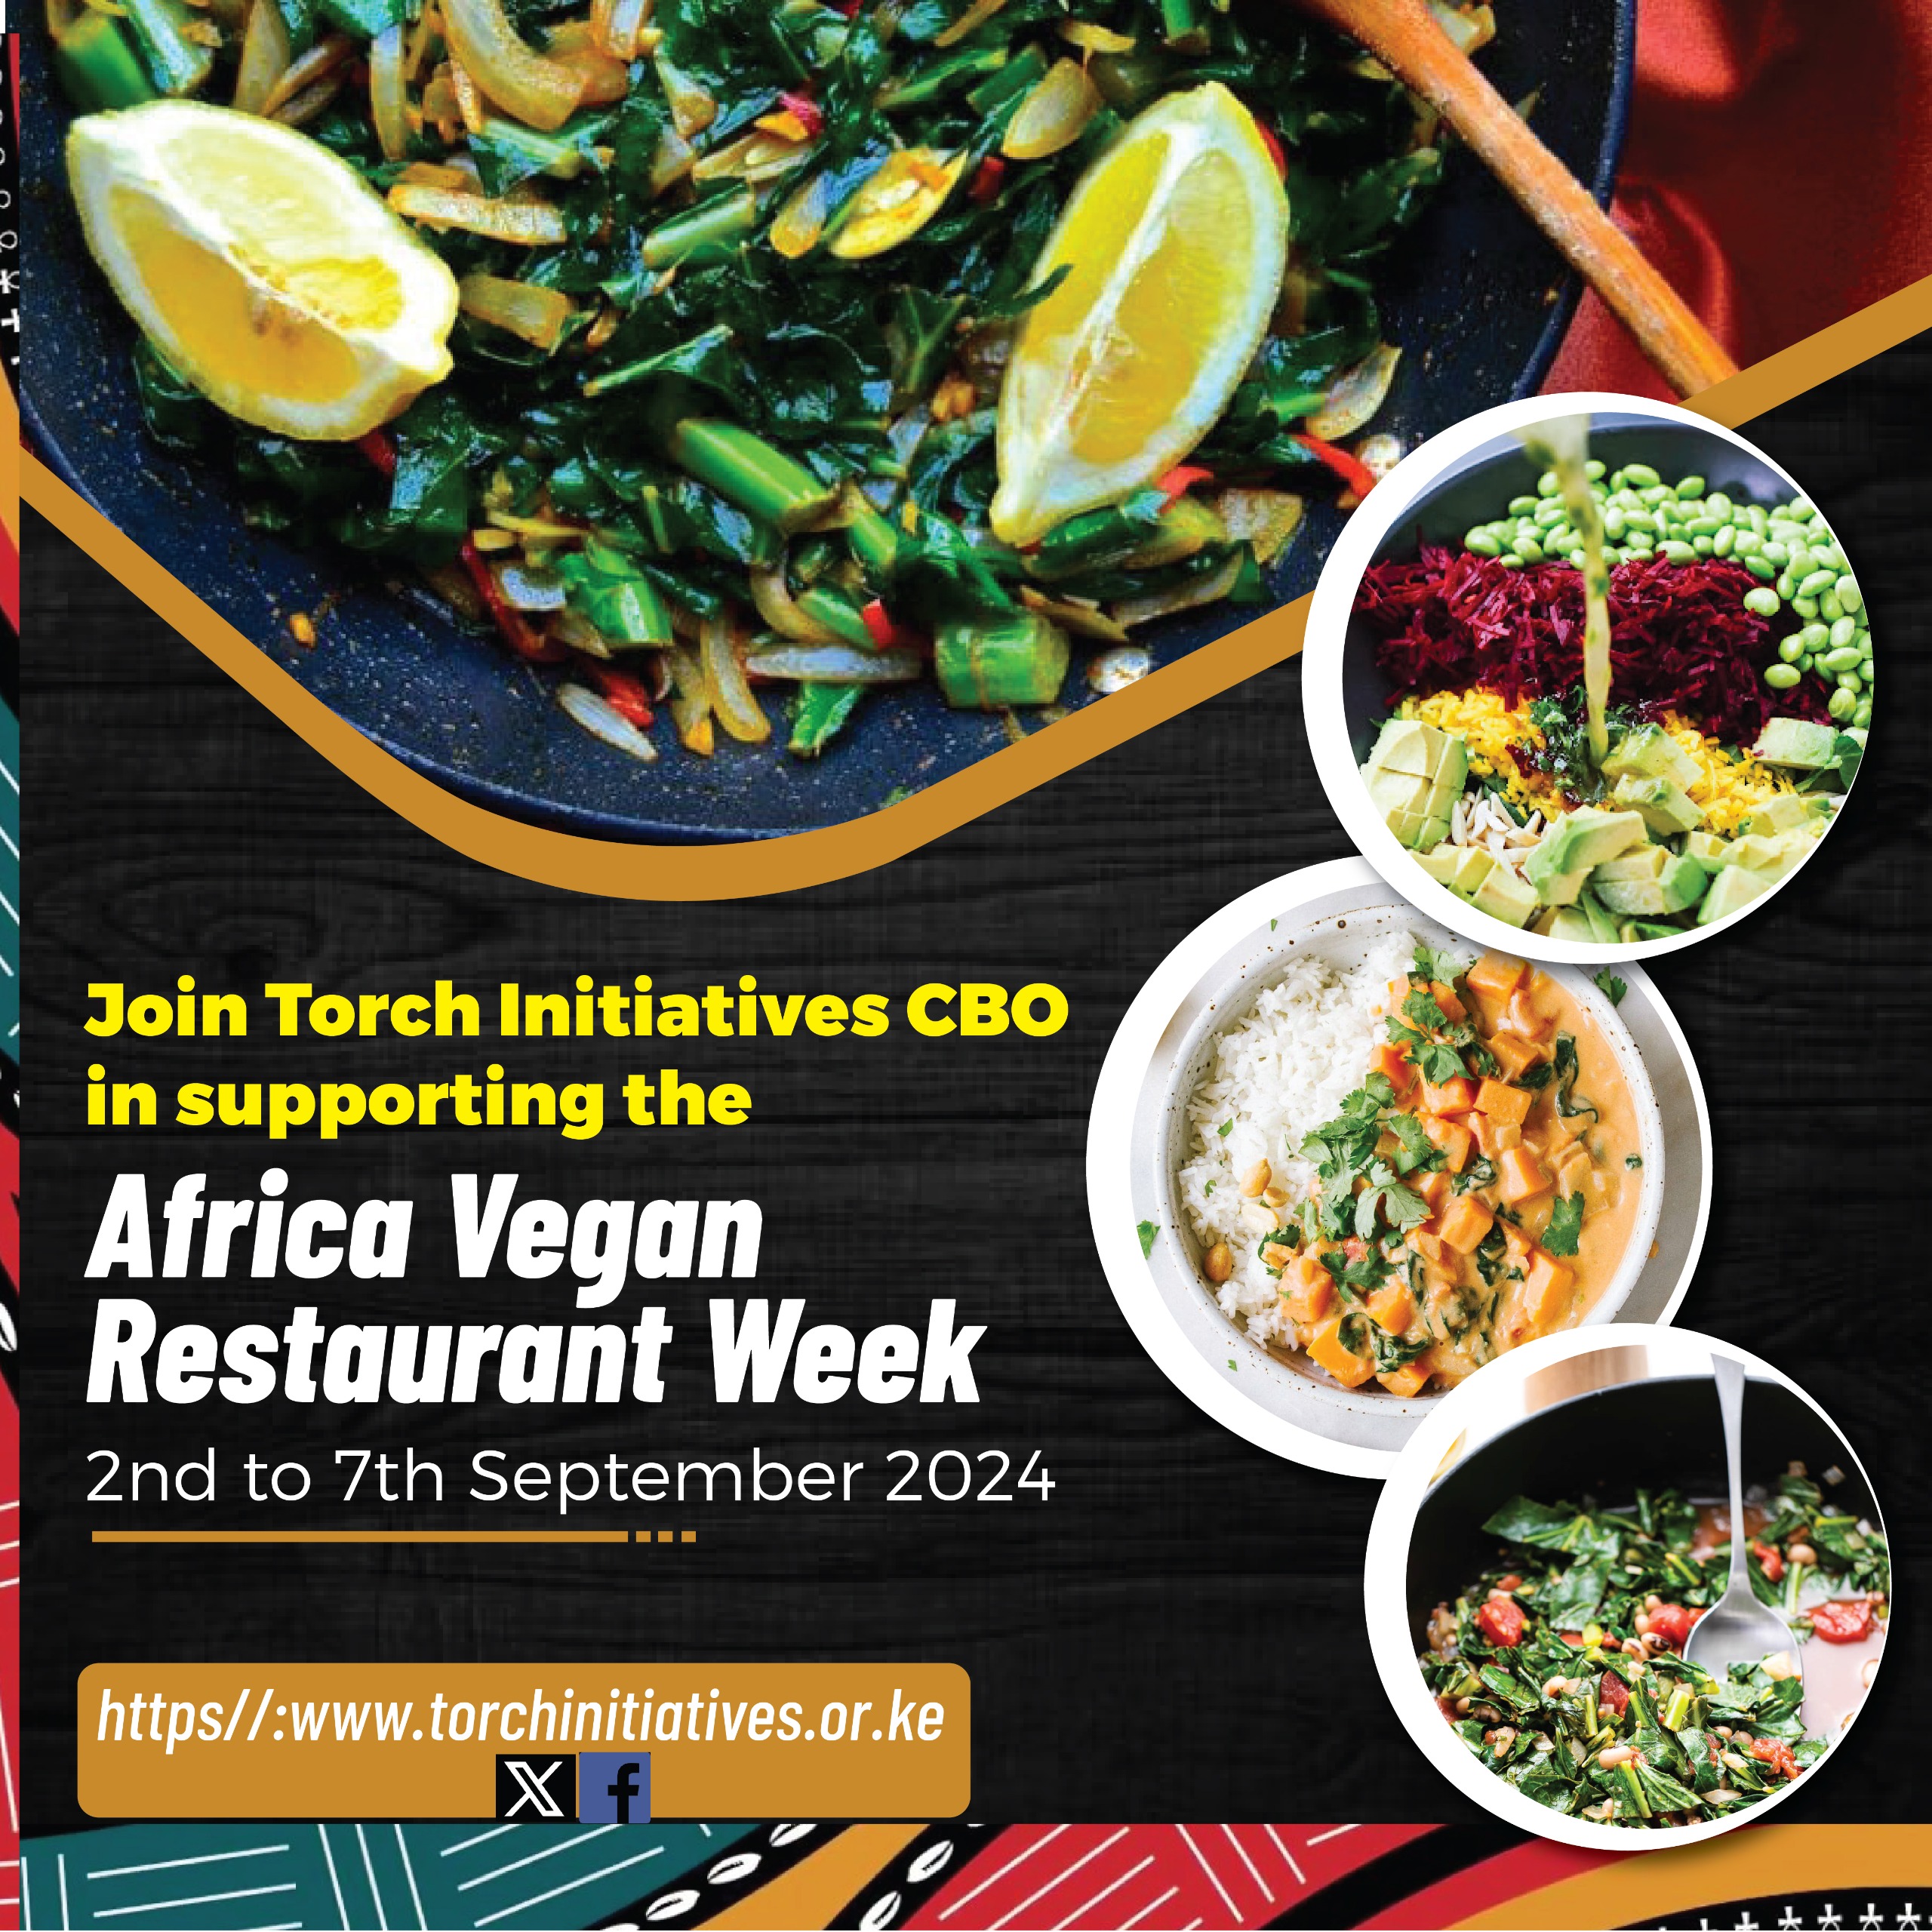 Join Torch Initiatives CBO
in supporting the
Africa Vegan
Restaurant Week
2nd to 7th September 2024
https//:www.torchinitiatives.or.ke
X f